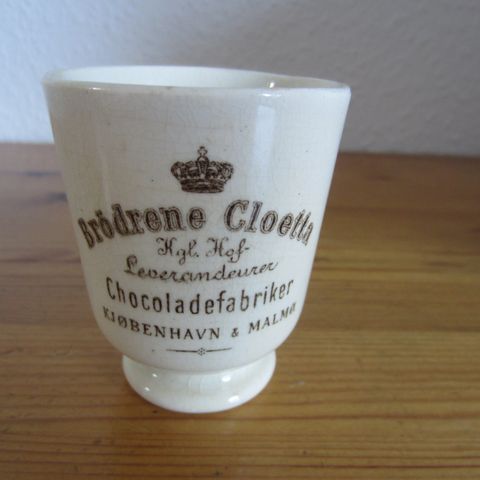 Brödrene Cloetta
Kgl. Hof-
Leverandeurer
Chocoladefabriker
KJØBENHAVN & MALMØ